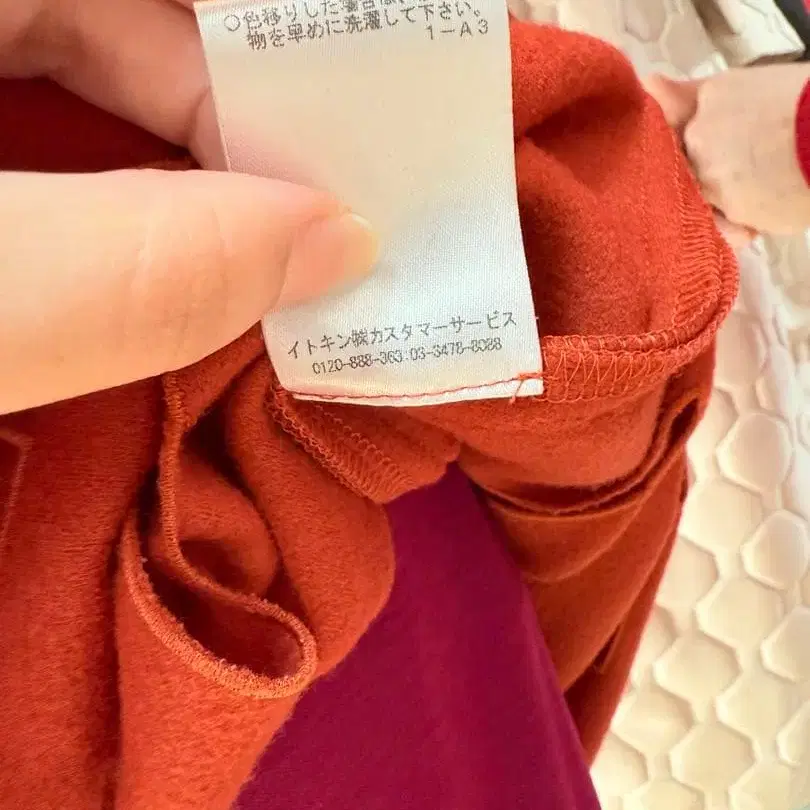 ○色移りした場合は
物を早めに洗濯して下さい。
1-A3
イトキン㈱カスタマーサービス
0120-888-363:03-3478-8088